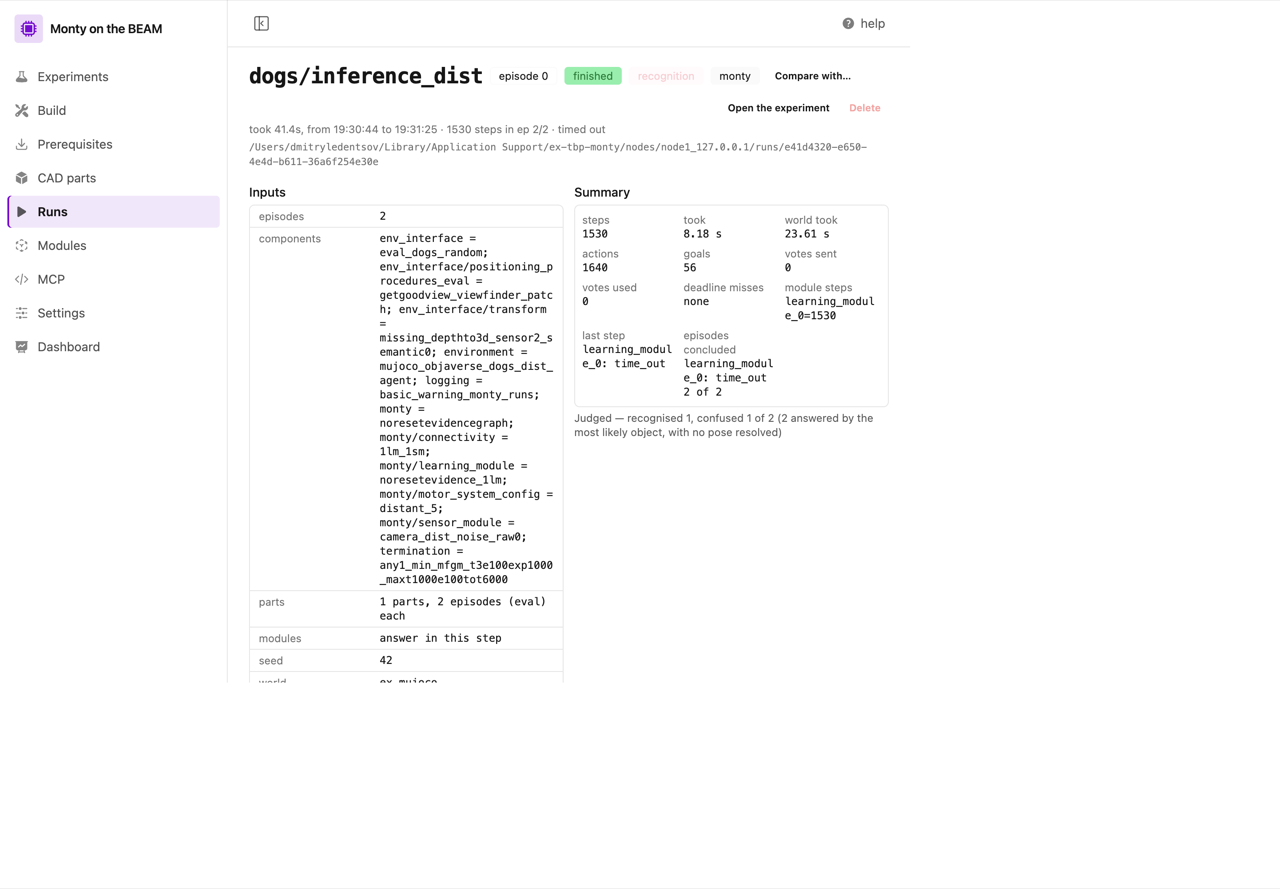 Monty on the BEAM
help
Experiments
Build
Prerequisites
CAD parts
Runs
Modules
MCP
Settings
Dashboard
dogs/inference_dist episode 0 finished recognition monty Compare with...
Open the experiment Delete
took 41.4s, from 19:30:44 to 19:31:25 · 1530 steps in ep 2/2 · timed out
/Users/dmitryledentsov/Library/Application Support/ex-tbp-monty/nodes/node1_127.0.0.1/runs/e41d4320-e650-
4e4d-b611-36a6f254e30e
Inputs
episodes 2
components env_interface =
eval_dogs_random;
env_interface/positioning_p
rocedures_eval =
getgoodview_viewfinder_patc
h; env_interface/transform
=
missing_depthto3d_sensor2_s
emantic0; environment =
mujoco_objaverse_dogs_dist_
agent; logging =
basic_warning_monty_runs;
monty =
noresetevidencegraph;
monty/connectivity =
1lm_1sm;
monty/learning_module =
noresetevidence_1lm;
monty/motor_system_config =
distant_5;
monty/sensor_module =
camera_dist_noise_raw0;
termination =
any1_min_mfgm_t3e100exp1000
_maxt1000e100tot6000
parts 1 parts, 2 episodes (eval)
each
modules answer in this step
seed 42
world ex_mujoco
Summary
steps took world took
1530 8.18 s 23.61 s
actions goals votes sent
1640 56 0
votes used deadline misses module steps
0 none learning_modul
e_0=1530
last step episodes
learning_modul concluded
e_0: time_out learning_modul
e_0: time_out
2 of 2
Judged — recognised 1, confused 1 of 2 (2 answered by the
most likely object, with no pose resolved)